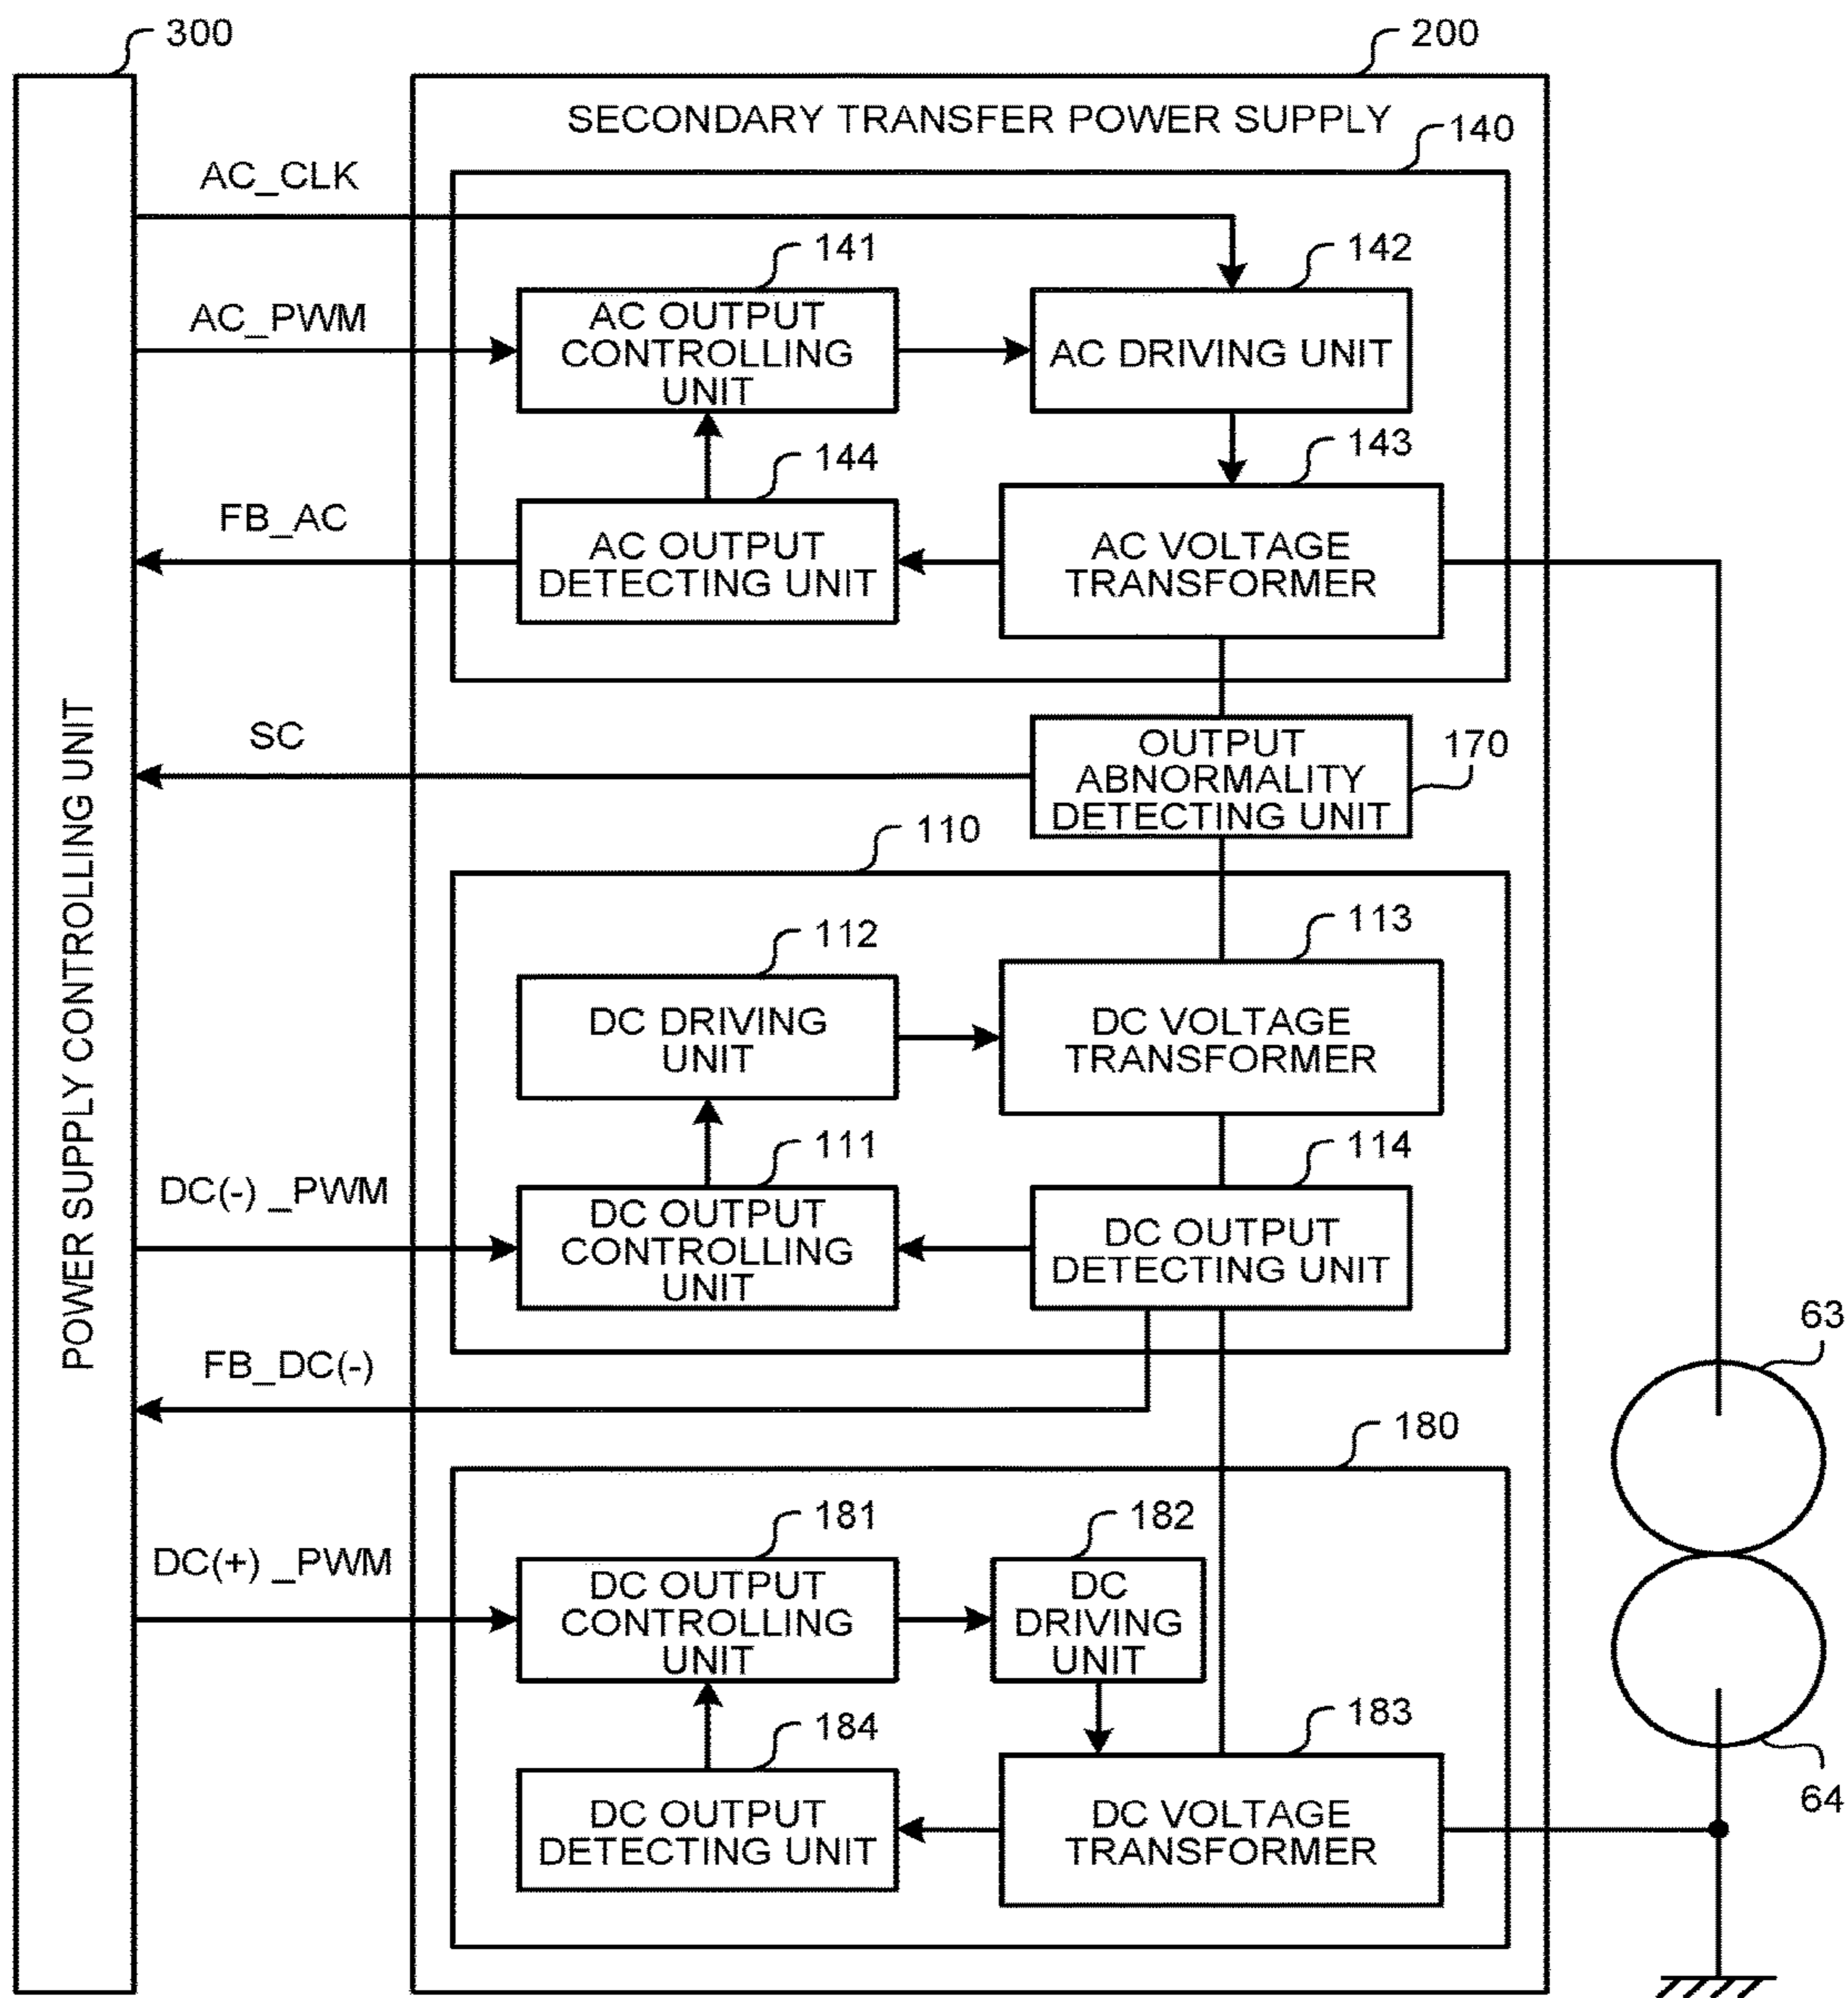 300
200
SECONDARY TRANSFER POWER SUPPLY
140
AC_CLK
141
142
AC_PWM
AC OUTPUT
CONTROLLING
UNIT
AC DRIVING UNIT
144
143
FB_AC
AC OUTPUT
DETECTING UNIT
AC VOLTAGE
TRANSFORMER
SC
OUTPUT
ABNORMALITY
DETECTING UNIT
170
POWER SUPPLY CONTROLLING UNIT
110
112
113
DC DRIVING
UNIT
DC VOLTAGE
TRANSFORMER
111
114
DC(-) _PWM
DC OUTPUT
CONTROLLING
UNIT
DC OUTPUT
DETECTING UNIT
63
FB_DC(-)
180
181
182
DC(+) _PWM
DC OUTPUT
CONTROLLING
UNIT
DC
DRIVING
UNIT
184
183
64
DC OUTPUT
DETECTING UNIT
DC VOLTAGE
TRANSFORMER